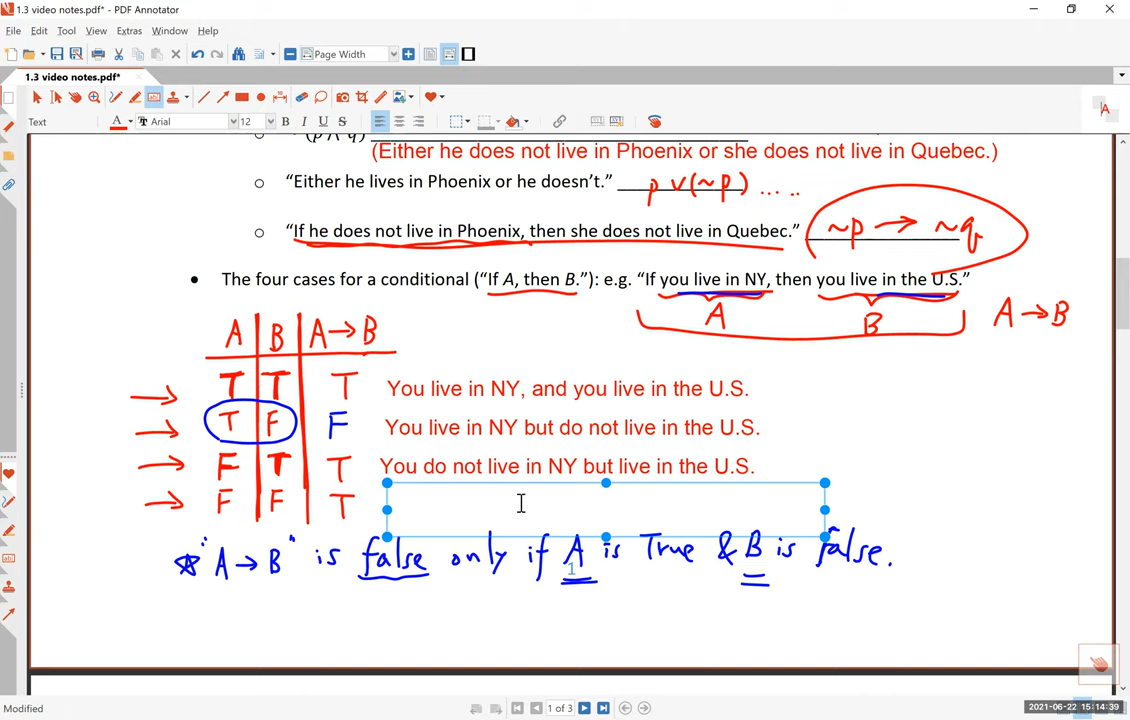 1.3 video notes.pdf* - PDF Annotator
File Edit Tool View Extras Window Help
Page Width
1.3 video notes.pdf*
Text Arial 12 B I U S A
(p ∧ q)
(Either he does not live in Phoenix or she does not live in Quebec.)
○ “Either he lives in Phoenix or he doesn’t.” p ∨ (~p) .... ..
○ “If he does not live in Phoenix, then she does not live in Quebec.” ~p → ~q
• The four cases for a conditional (“If A, then B.”): e.g. “If you live in NY, then you live in the U.S.”
A B A → B
A B A → B
T T T You live in NY, and you live in the U.S.
T F F You live in NY but do not live in the U.S.
F T T You do not live in NY but live in the U.S.
F F T
☆ "A → B" is false only if A is True & B is false.
1
Modified 1 of 3 2021-06-22 15:14:39